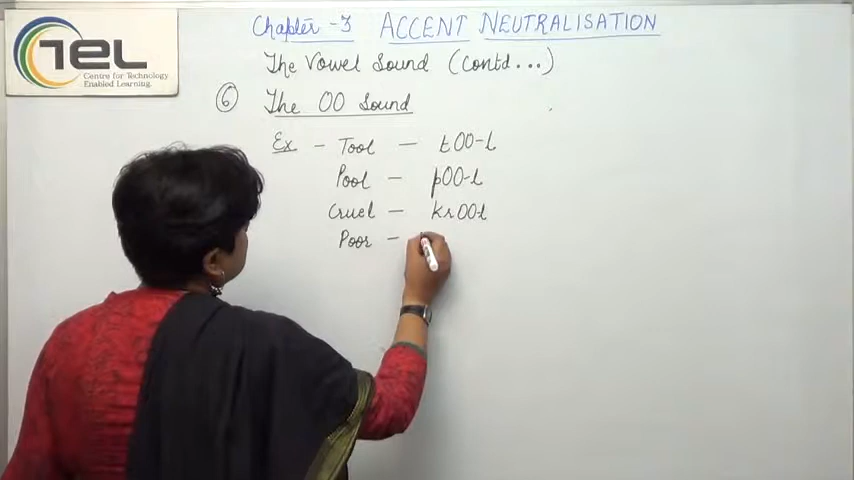 TEL
Centre for Technology
Enabled Learning.
Chapter - 3 ACCENT NEUTRALISATION
The Vowel Sound (contd...)
6 The OO Sound
Ex - Tool - tOO-l
Pool - pOO-l
Cruel - krOO-l
Poor -